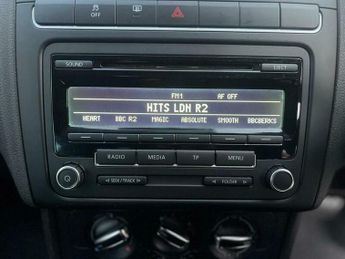 OFF
SOUND
EJECT
FM1 AF OFF
HITS LDN R2
HEART BBC R2 MAGIC ABSOLUTE SMOOTH BBCBERKS
RADIO MEDIA TP MENU
SEEK/TRACK FOLDER